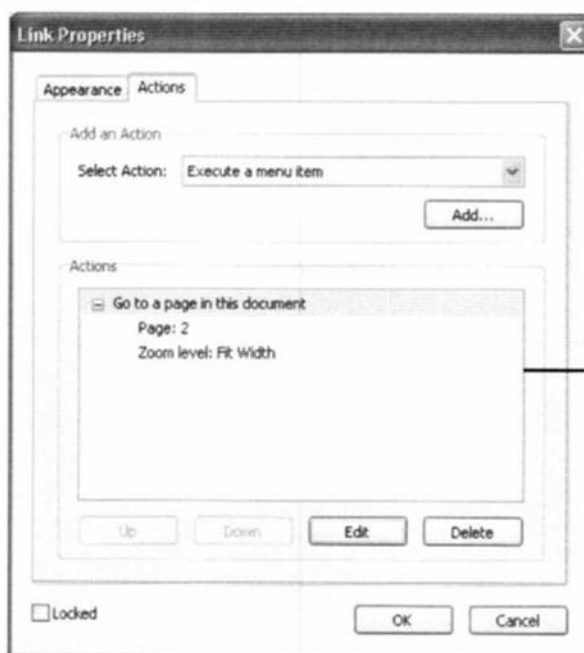 Link Properties
Appearance Actions
Add an Action
Select Action: Execute a menu item
Add...
Actions
Go to a page in this document
Page: 2
Zoom level: Fit Width
Up Down Edit Delete
Locked OK Cancel